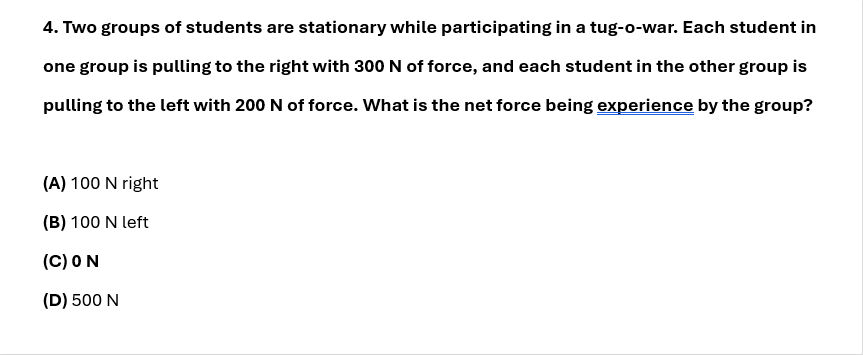 4. Two groups of students are stationary while participating in a tug-o-war. Each student in
one group is pulling to the right with 300 N of force, and each student in the other group is
pulling to the left with 200 N of force. What is the net force being experience by the group?
(A) 100 N right
(B) 100 N left
(C) 0 N
(D) 500 N